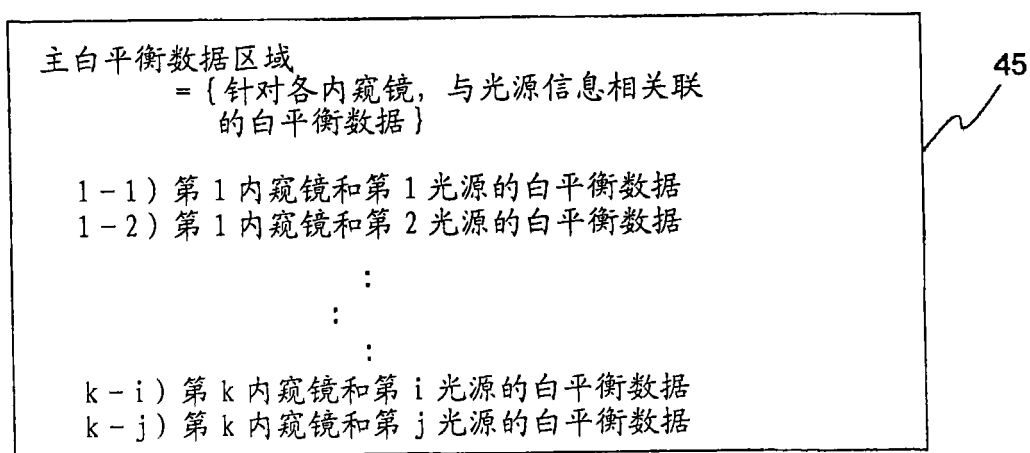 主白平衡数据区域
= {针对各内窥镜, 与光源信息相关联
的白平衡数据}
45
1-1) 第1内窥镜和第1光源的白平衡数据
1-2) 第1内窥镜和第2光源的白平衡数据
:
:
:
k-i) 第k内窥镜和第i光源的白平衡数据
k-j) 第k内窥镜和第j光源的白平衡数据